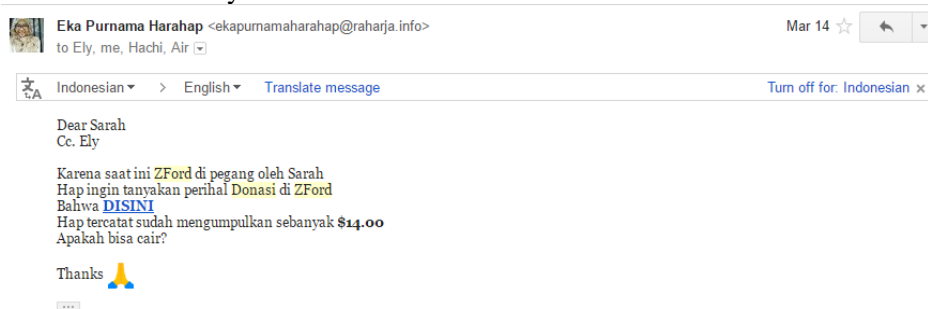 Eka Purnama Harahap <ekapurnamaharahap@raharja.info>
Mar 14
to Ely, me, Hachi, Air
Indonesian > English Translate message
Turn off for: Indonesian ×
Dear Sarah
Cc. Ely
Karena saat ini ZFord di pegang oleh Sarah
Hap ingin tanyakan perihal Donasi di ZFord
Bahwa DISINI
Hap tercatat sudah mengumpulkan sebanyak $14.00
Apakah bisa cair?
Thanks
...